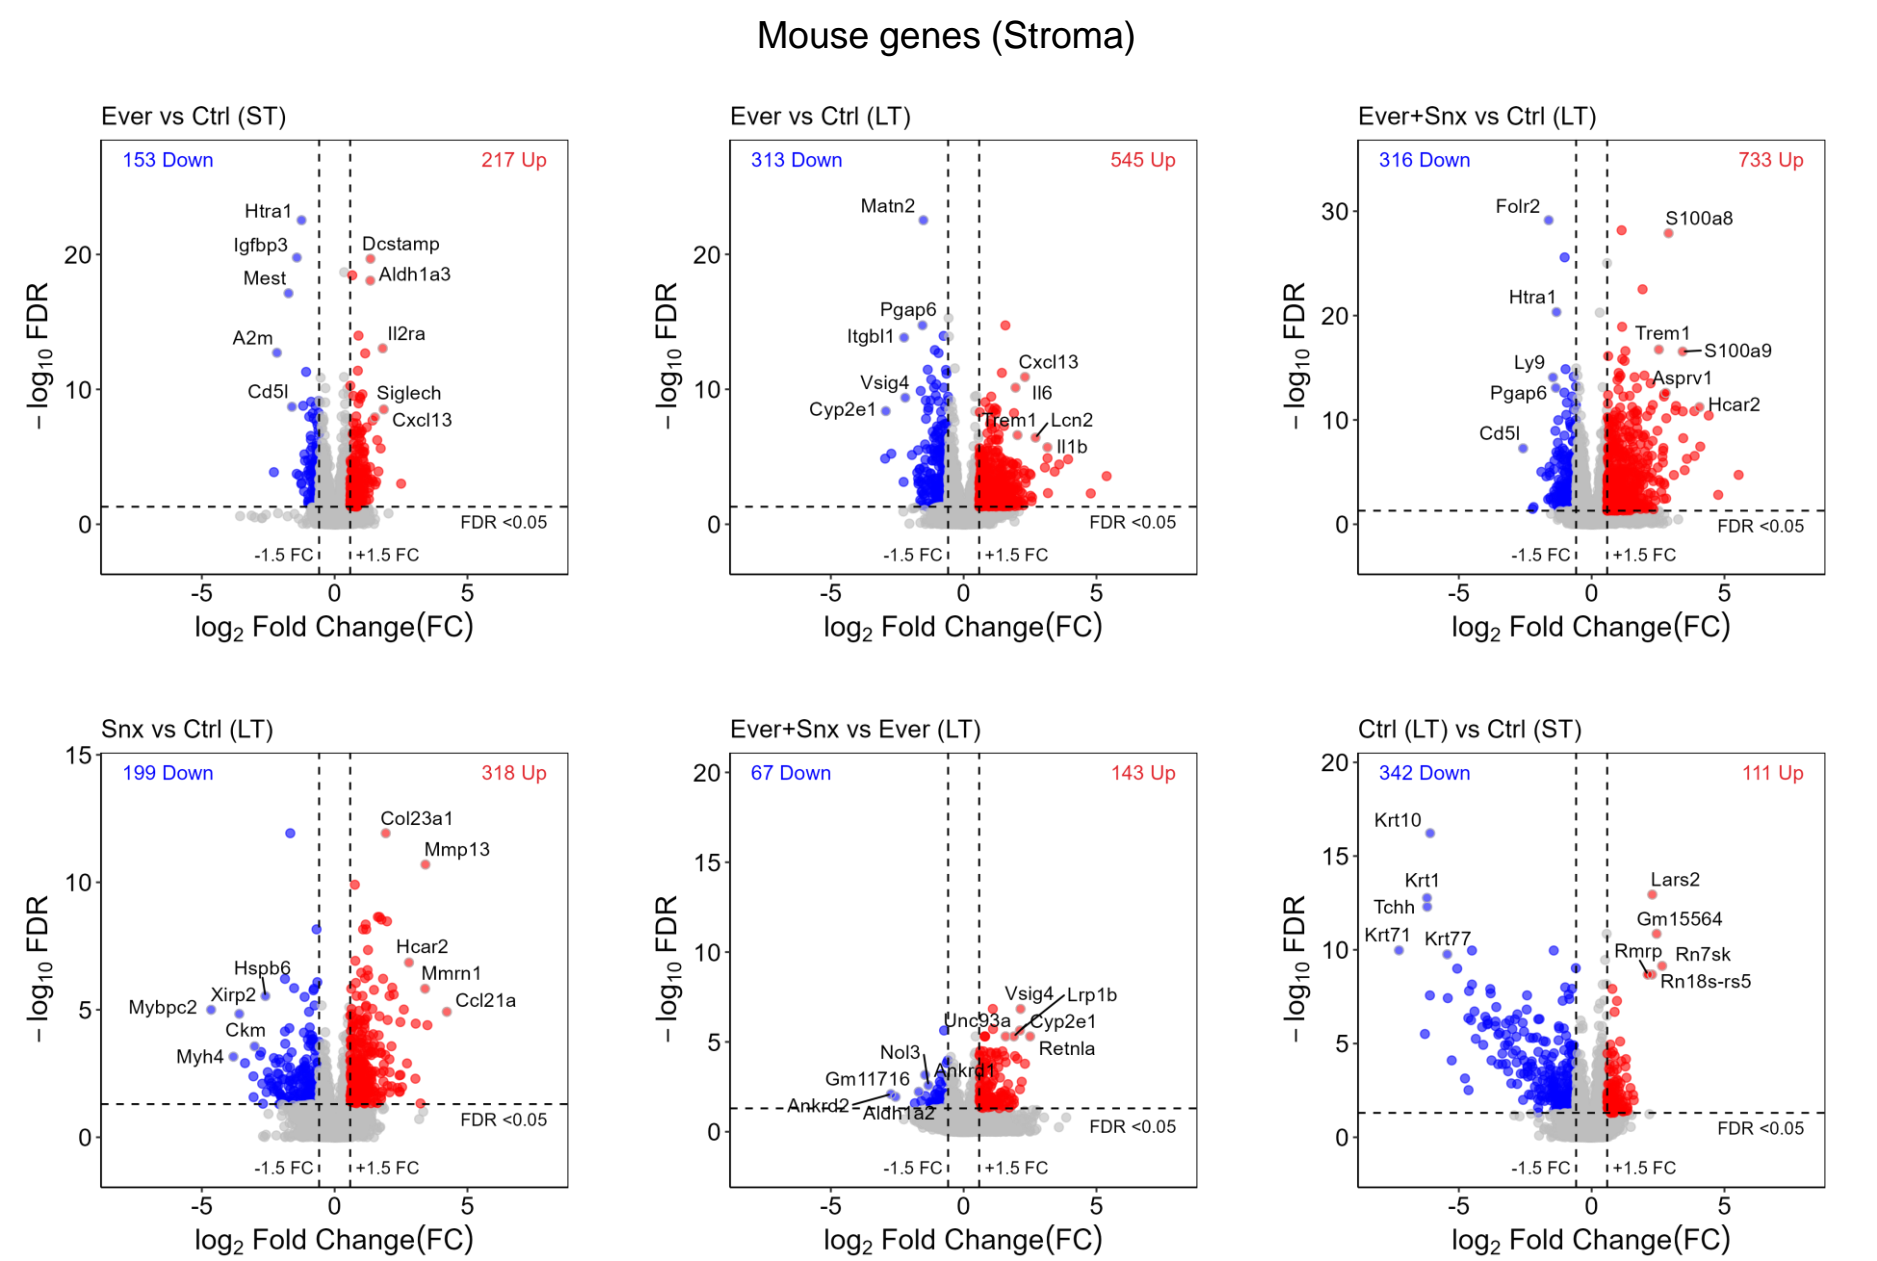 Mouse genes (Stroma)
Ever vs Ctrl (ST)
153 Down
217 Up
Htra1
Igfbp3
Mest
A2m
Cd5l
Dcstamp
Aldh1a3
Il2ra
Siglech
Cxcl13
20
10
0
FDR <0.05
-1.5 FC
+1.5 FC
-5
0
5
− log10 FDR
log2 Fold Change(FC)
Ever vs Ctrl (LT)
313 Down
545 Up
Matn2
Pgap6
Itgbl1
Vsig4
Cyp2e1
Cxcl13
Il6
Trem1
Lcn2
Il1b
20
10
0
FDR <0.05
-1.5 FC
+1.5 FC
-5
0
5
− log10 FDR
log2 Fold Change(FC)
Ever+Snx vs Ctrl (LT)
316 Down
733 Up
Folr2
S100a8
Htra1
Trem1
S100a9
Ly9
Asprv1
Pgap6
Hcar2
Cd5l
30
20
10
0
FDR <0.05
-1.5 FC
+1.5 FC
-5
0
5
− log10 FDR
log2 Fold Change(FC)
Snx vs Ctrl (LT)
199 Down
318 Up
Col23a1
Mmp13
Hcar2
Hspb6
Mmrn1
Xirp2
Ccl21a
Mybpc2
Ckm
Myh4
15
10
5
0
FDR <0.05
-1.5 FC
+1.5 FC
-5
0
5
− log10 FDR
log2 Fold Change(FC)
Ever+Snx vs Ever (LT)
67 Down
143 Up
Vsig4
Lrp1b
Unc93a
Cyp2e1
Retnla
Nol3
Ankrd1
Gm11716
Ankrd2
Aldh1a2
20
15
10
5
0
FDR <0.05
-1.5 FC
+1.5 FC
-5
0
5
− log10 FDR
log2 Fold Change(FC)
Ctrl (LT) vs Ctrl (ST)
342 Down
111 Up
Krt10
Krt1
Tchh
Krt71
Krt77
Lars2
Gm15564
Rmrp
Rn7sk
Rn18s-rs5
20
15
10
5
0
FDR <0.05
-1.5 FC
+1.5 FC
-5
0
5
− log10 FDR
log2 Fold Change(FC)